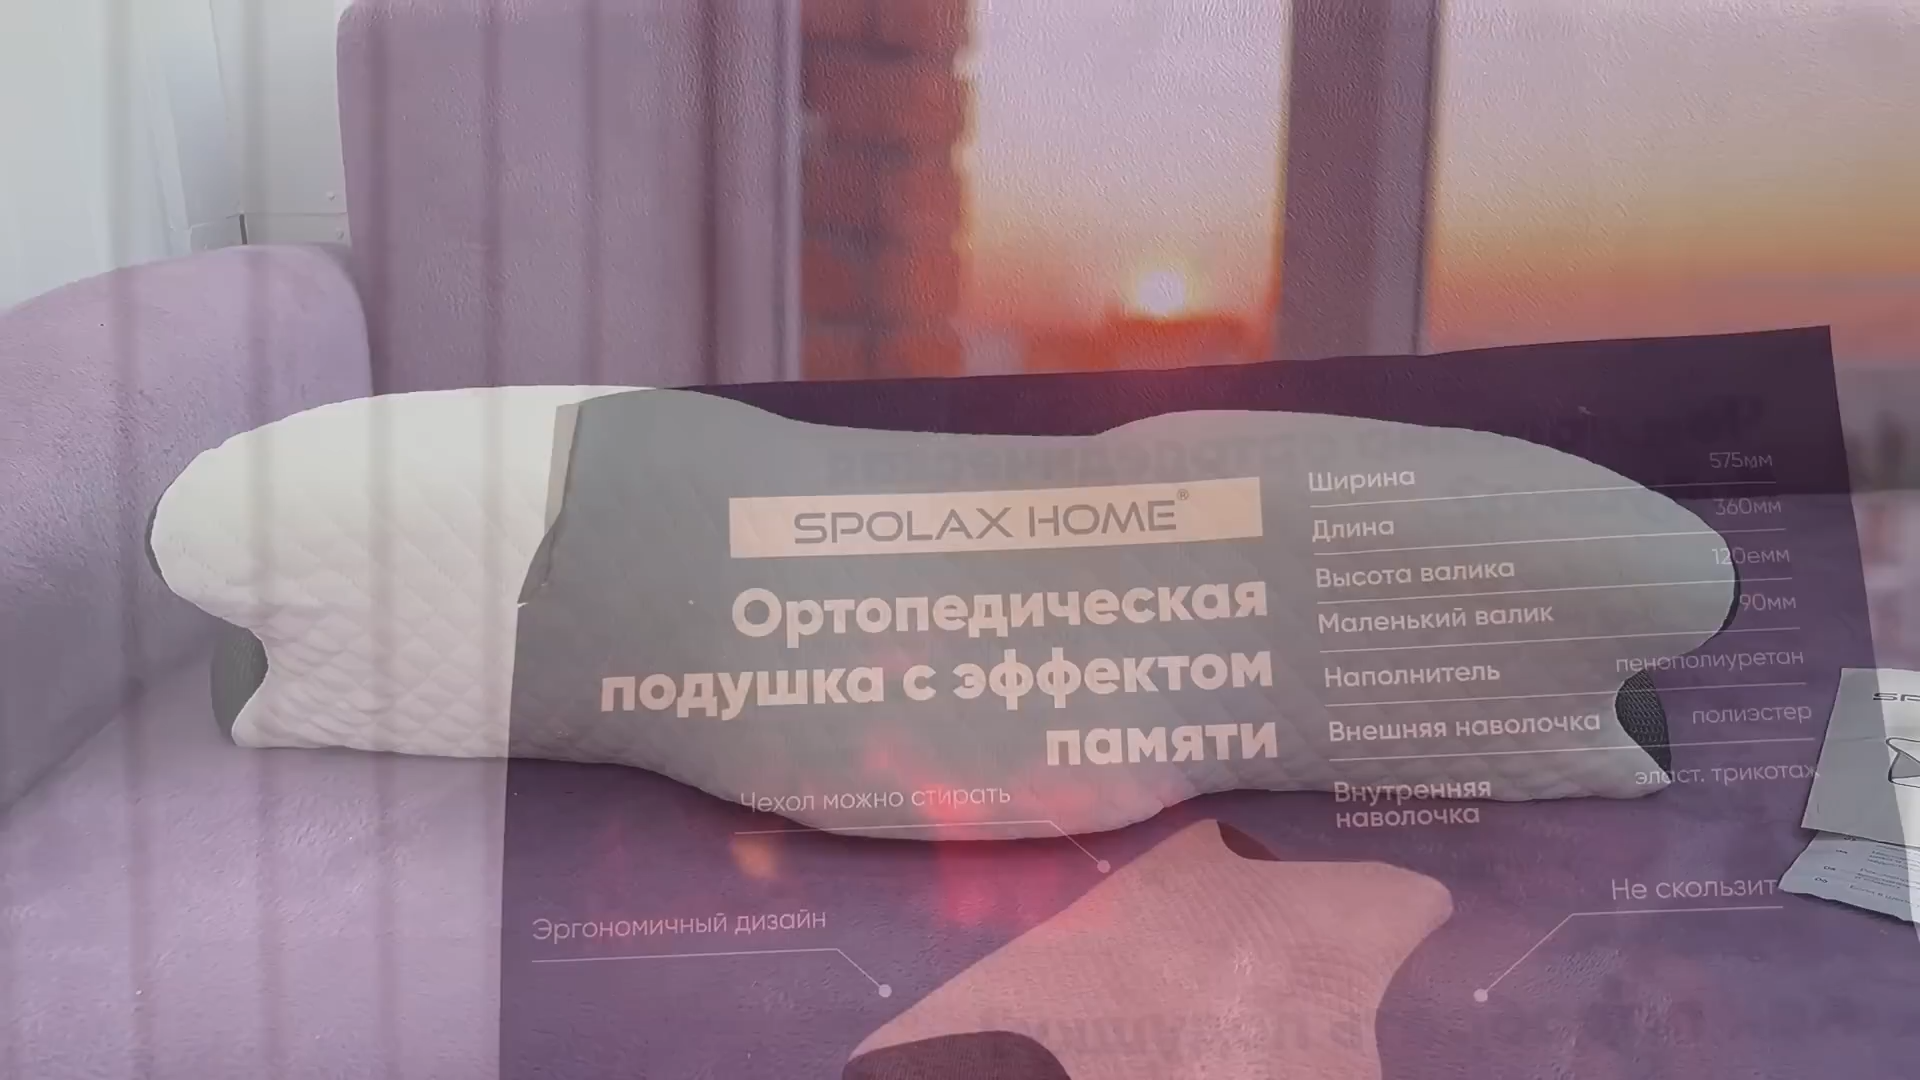 SPOLAX HOME®
Ортопедическая
подушка с эффектом
памяти
Ширина 575мм
Длина 360мм
Высота валика 120емм
Маленький валик 90мм
Наполнитель пенополиуретан
Внешняя наволочка полиэстер
Внутренняя эласт. трикотаж
наволочка
Чехол можно стирать
Эргономичный дизайн
Не скользит